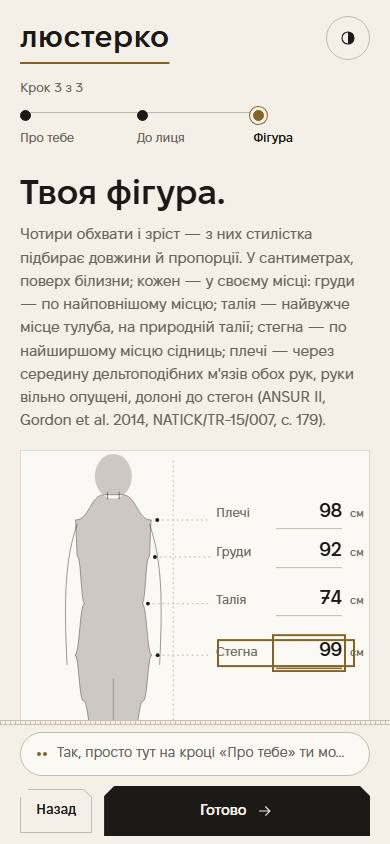 люстерко
Крок 3 з 3
Про тебе
До лиця
Фігура
Твоя фігура.
Чотири обхвати і зріст — з них стилістка
підбирає довжини й пропорції. У сантиметрах,
поверх білизни; кожен — у своєму місці: груди
— по найповнішому місцю; талія — найвужче
місце тулуба, на природній талії; стегна — по
найширшому місцю сідниць; плечі — через
середину дельтоподібних м'язів обох рук, руки
вільно опущені, долоні до стегон (ANSUR II,
Gordon et al. 2014, NATICK/TR-15/007, с. 179).
Плечі 98 см
Груди 92 см
Талія 74 см
Стегна 99 см
Так, просто тут на кроці «Про тебе» ти мо...
Назад
Готово →